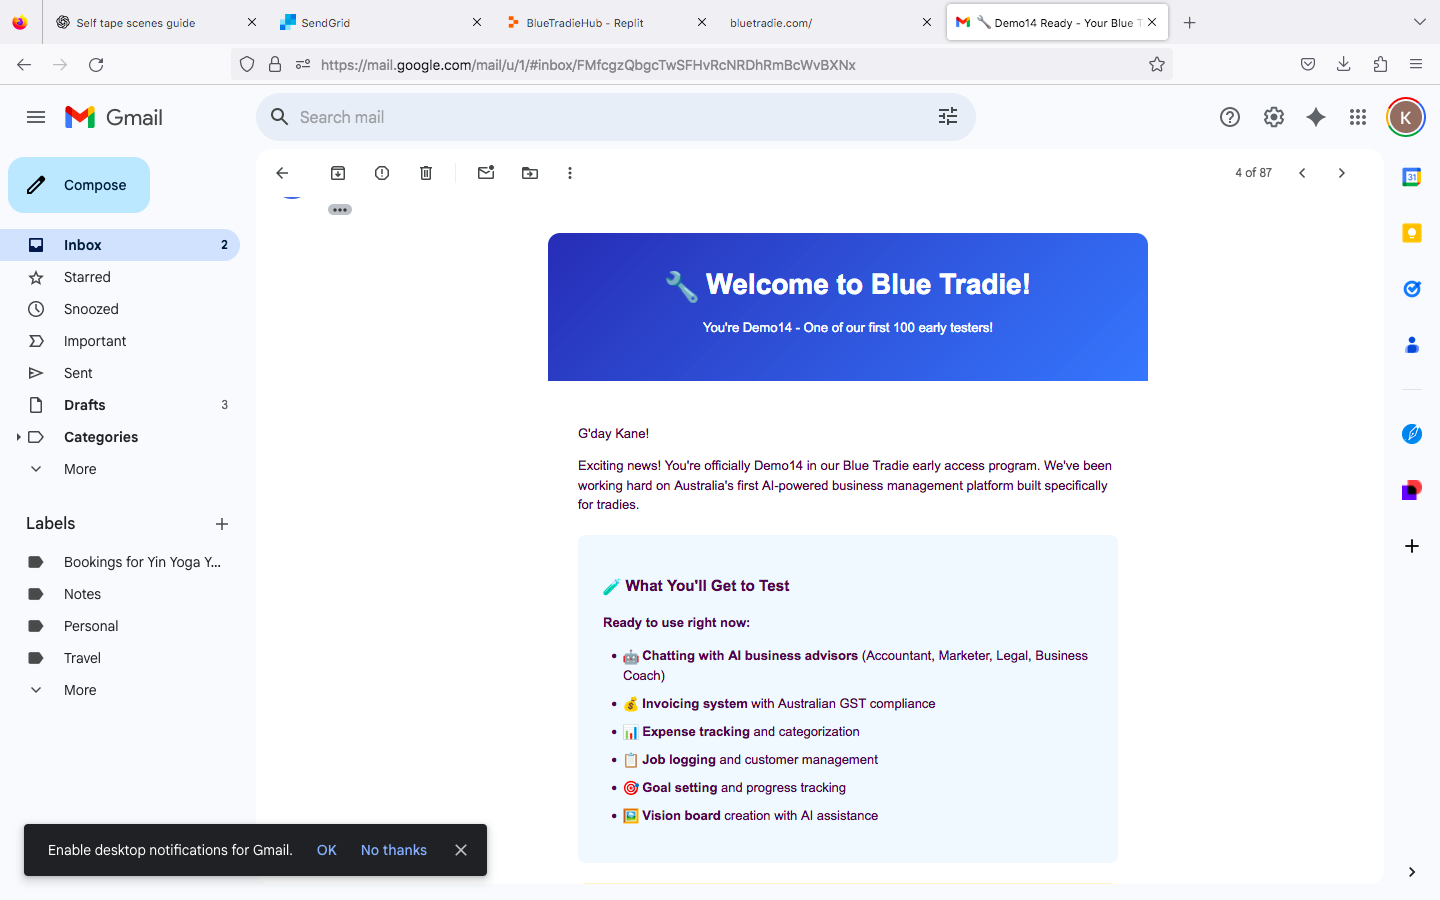 Self tape scenes guide
SendGrid
BlueTradieHub - Replit
bluetradie.com/
🔧 Demo14 Ready - Your Blue T
https://mail.google.com/mail/u/1/#inbox/FMfcgzQbgcTwSFHvRcNRDhRmBcWvBXNx
Gmail
Search mail
K
Compose
4 of 87
31
Inbox 2
Starred
Snoozed
Important
Sent
Drafts 3
Categories
More
Labels
Bookings for Yin Yoga Y...
Notes
Personal
Travel
More
🔧 Welcome to Blue Tradie!
You're Demo14 - One of our first 100 early testers!
G'day Kane!
Exciting news! You're officially Demo14 in our Blue Tradie early access program. We've been
working hard on Australia's first AI-powered business management platform built specifically
for tradies.
🧪 What You'll Get to Test
Ready to use right now:
• 🤖 Chatting with AI business advisors (Accountant, Marketer, Legal, Business
Coach)
• 💰 Invoicing system with Australian GST compliance
• 📊 Expense tracking and categorization
• 📋 Job logging and customer management
• 🎯 Goal setting and progress tracking
• 🖼️ Vision board creation with AI assistance
Enable desktop notifications for Gmail. OK No thanks